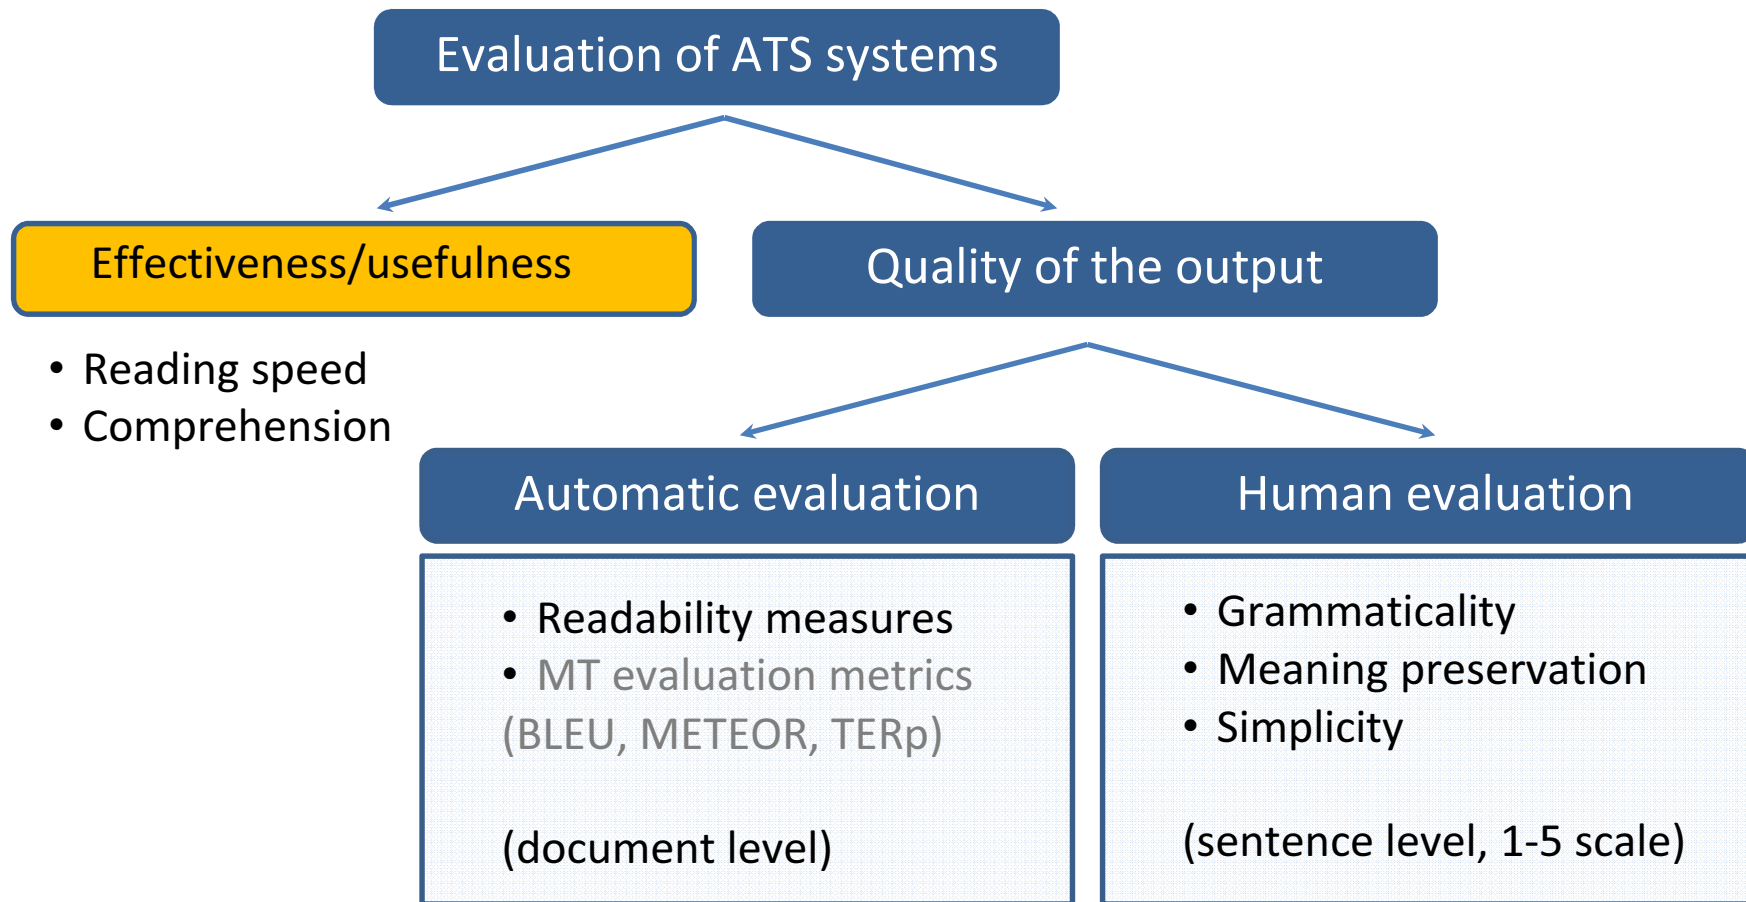 Evaluation of ATS systems
Effectiveness/usefulness
• Reading speed
• Comprehension
Quality of the output
Automatic evaluation
• Readability measures
• MT evaluation metrics
(BLEU, METEOR, TERp)
(document level)
Human evaluation
• Grammaticality
• Meaning preservation
• Simplicity
(sentence level, 1-5 scale)